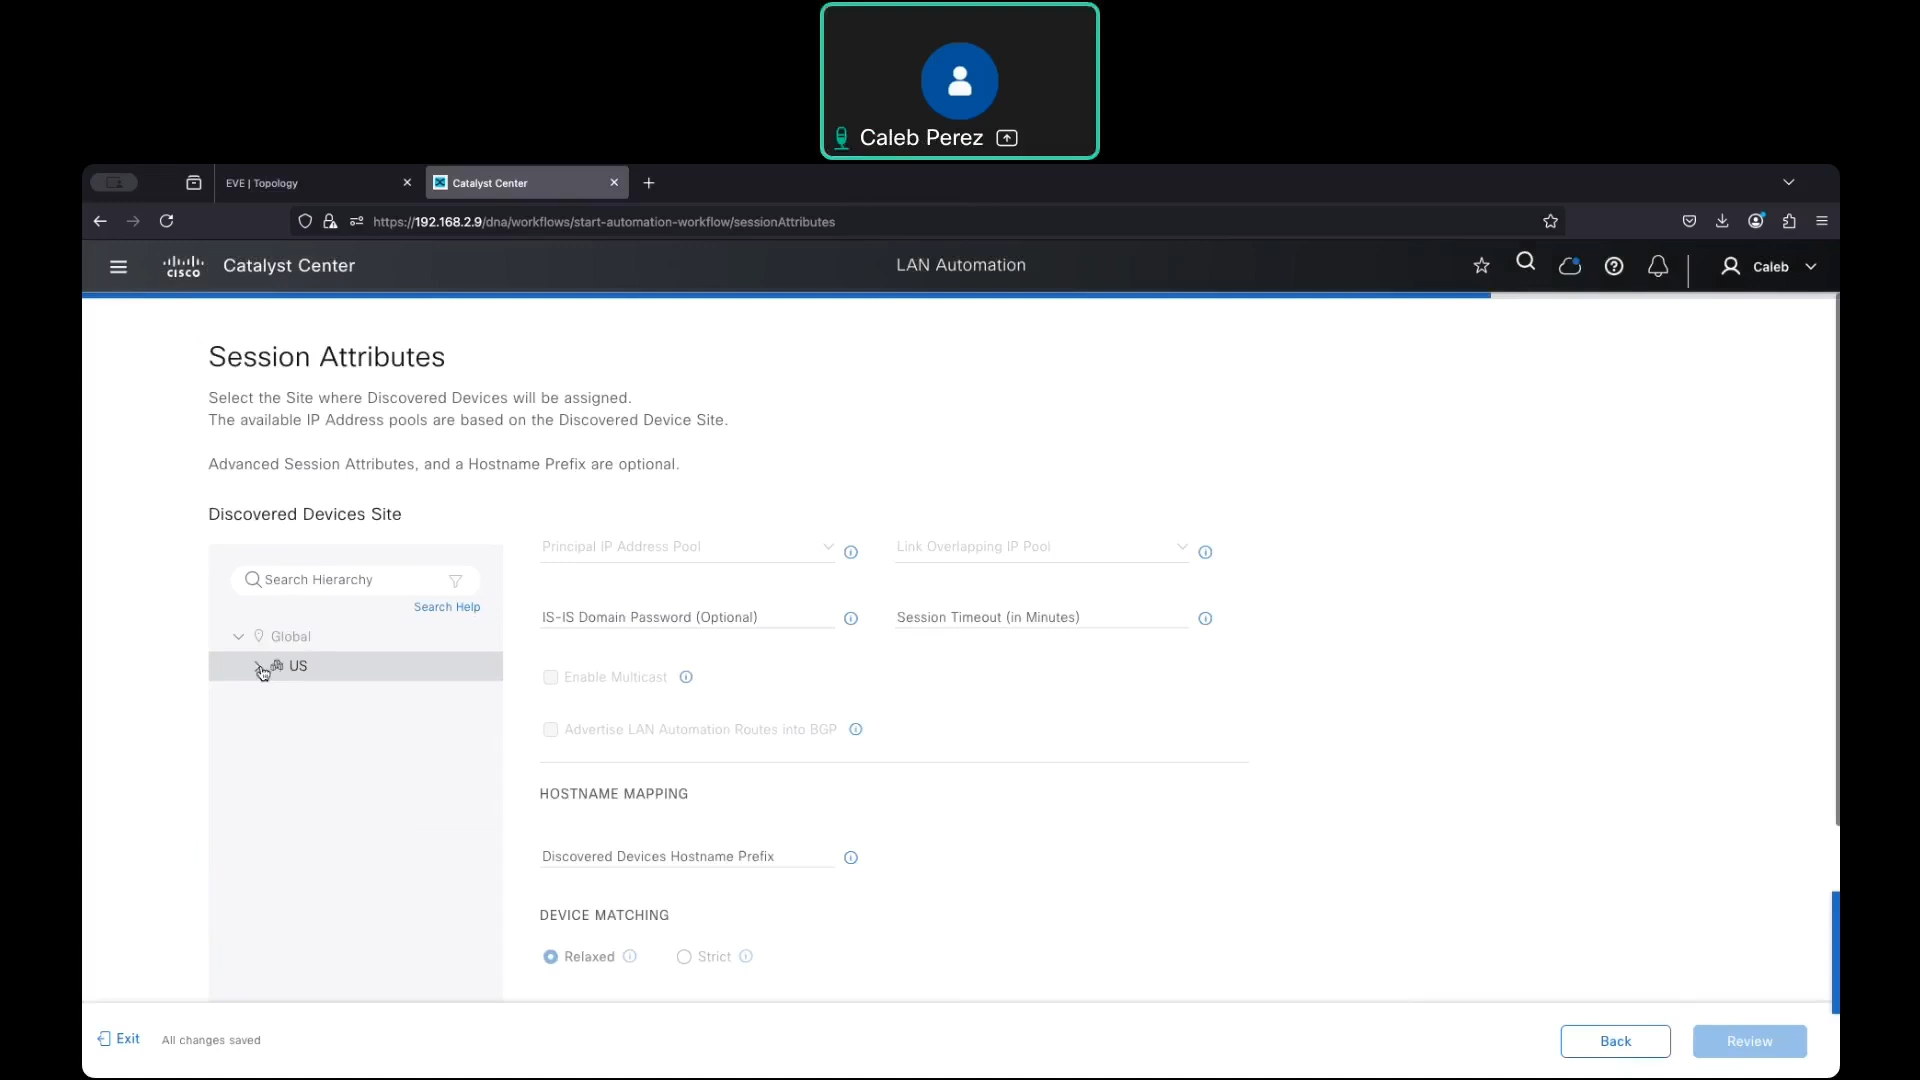 Caleb Perez
EVE | Topology
Catalyst Center
https://192.168.2.9/dna/workflows/start-automation-workflow/sessionAttributes
CISCO
Catalyst Center
LAN Automation
Caleb
Session Attributes
Select the Site where Discovered Devices will be assigned.
The available IP Address pools are based on the Discovered Device Site.
Advanced Session Attributes, and a Hostname Prefix are optional.
Discovered Devices Site
Search Hierarchy
Search Help
Global
US
Principal IP Address Pool
Link Overlapping IP Pool
IS-IS Domain Password (Optional)
Session Timeout (in Minutes)
Enable Multicast
Advertise LAN Automation Routes into BGP
HOSTNAME MAPPING
Discovered Devices Hostname Prefix
DEVICE MATCHING
Relaxed
Strict
Exit
All changes saved
Back
Review